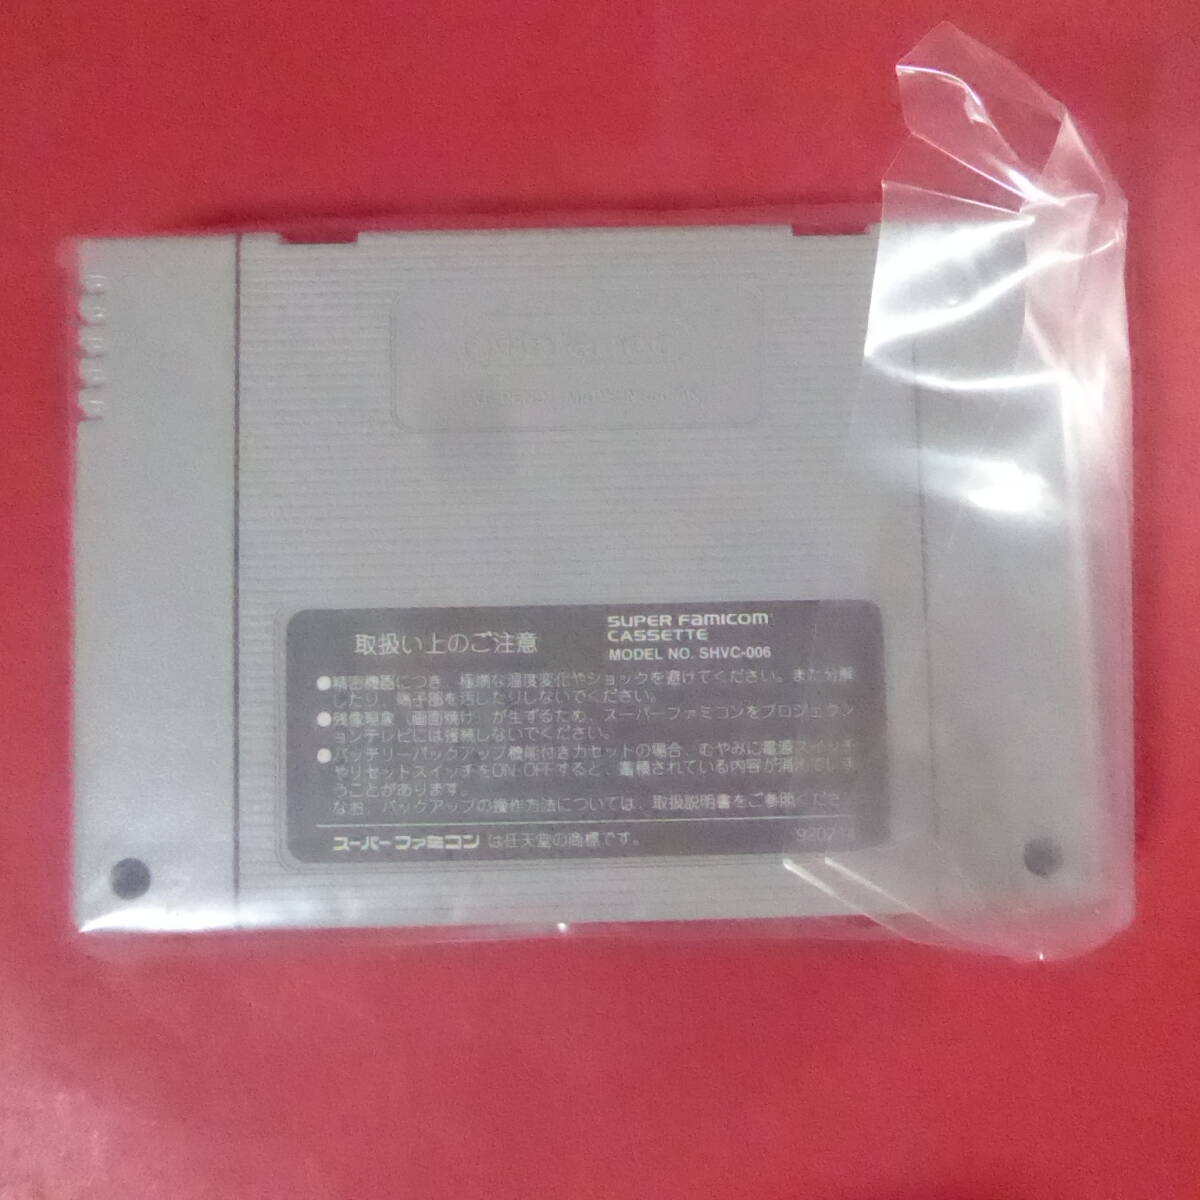 取扱い上のご注意
SUPER FAMICOM
CASSETTE
MODEL NO. SHVC-006
●精密機器につき、極端な温度変化やショックを避けてください。また分解
したり、端子部を汚したりしないでください。
●残像現象(画面焼け)が生ずるため、スーパーファミコンをプロジェクシ
ョンテレビには接続しないでください。
●バッテリーバックアップ機能付きカセットの場合、むやみに電源スイッチ
やリセットスイッチをON・OFFすると、蓄積されている内容が消えてしま
うことがあります。
なお、バックアップの操作方法については、取扱説明書をご参照ください
スーパーファミコンは任天堂の商標です。